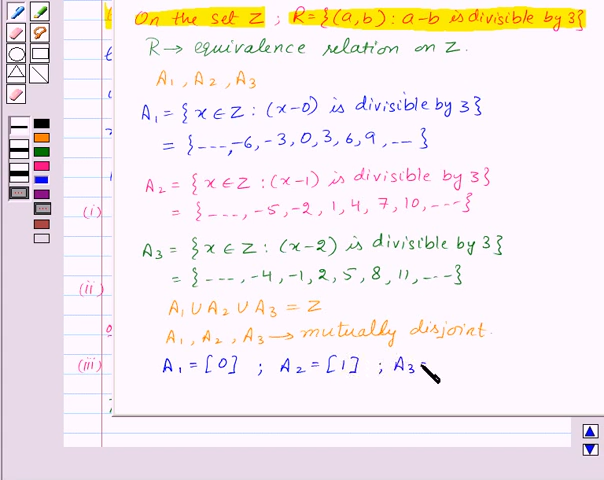 On the set Z ; R={(a,b) : a-b is divisible by 3}
R→ equivalence relation on Z.
A₁, A₂, A₃
A₁ = {x∈Z : (x-0) is divisible by 3}
= {----, -6, -3, 0, 3, 6, 9, ---}
A₂ = {x∈Z : (x-1) is divisible by 3}
(i) = {----, -5, -2, 1, 4, 7, 10, ----}
A₃ = {x∈Z : (x-2) is divisible by 3}
(ii) = {----, -4, -1, 2, 5, 8, 11, ----}
A₁ ∪ A₂ ∪ A₃ = Z
A₁, A₂, A₃ → mutually disjoint.
(iii) A₁ = [0] ; A₂ = [1] ; A₃ =